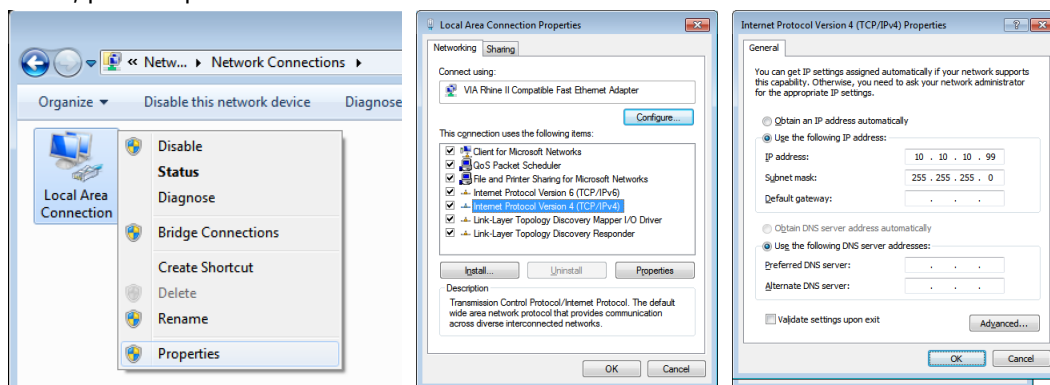 « Netw... ▸ Network Connections ▸
Organize ▼ Disable this network device Diagnose
Local Area
Connection
Disable
Status
Diagnose
Bridge Connections
Create Shortcut
Delete
Rename
Properties
Local Area Connection Properties
Networking Sharing
Connect using:
VIA Rhine II Compatible Fast Ethernet Adapter
Configure...
This connection uses the following items:
Client for Microsoft Networks
QoS Packet Scheduler
File and Printer Sharing for Microsoft Networks
Internet Protocol Version 6 (TCP/IPv6)
Internet Protocol Version 4 (TCP/IPv4)
Link-Layer Topology Discovery Mapper I/O Driver
Link-Layer Topology Discovery Responder
Install... Uninstall Properties
Description
Transmission Control Protocol/Internet Protocol. The default
wide area network protocol that provides communication
across diverse interconnected networks.
OK Cancel
Internet Protocol Version 4 (TCP/IPv4) Properties
General
You can get IP settings assigned automatically if your network supports
this capability. Otherwise, you need to ask your network administrator
for the appropriate IP settings.
Obtain an IP address automatically
Use the following IP address:
IP address: 10 . 10 . 10 . 99
Subnet mask: 255 . 255 . 255 . 0
Default gateway: . . .
Obtain DNS server address automatically
Use the following DNS server addresses:
Preferred DNS server: . . .
Alternate DNS server: . . .
Validate settings upon exit
Advanced...
OK Cancel